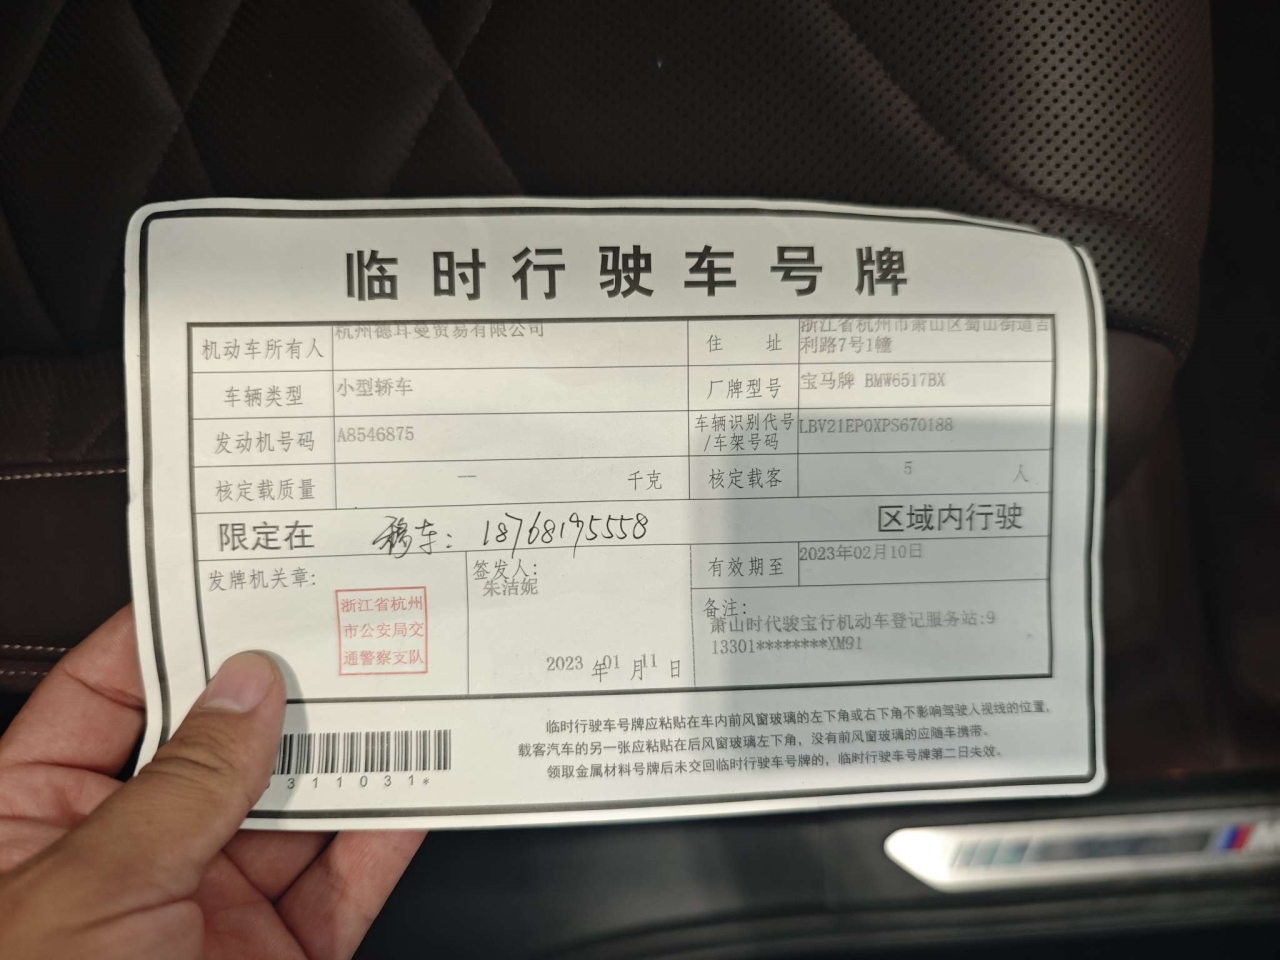 临时行驶车号牌
机动车所有人 杭州德耳曼贸易有限公司 住址 浙江省杭州市萧山区蜀山街道吉
利路7号1幢
车辆类型 小型轿车 厂牌型号 宝马牌 BMW6517BX
发动机号码 A8546875 车辆识别代号
/车架号码 LBV21EP0XPS670188
核定载质量 — 千克 核定载客 5 人
限定在 移车:18768195558 区域内行驶
发牌机关章:
浙江省杭州
市公安局交
通警察支队
签发人:
朱洁妮
2023年01月11日
有效期至 2023年02月10日
备注:
萧山时代骏宝行机动车登记服务站:9
13301********XM91
临时行驶车号牌应粘贴在车内前风窗玻璃的左下角或右下角不影响驾驶人视线的位置,
载客汽车的另一张应粘贴在后风窗玻璃左下角,没有前风窗玻璃的应随车携带。
领取金属材料号牌后未交回临时行驶车号牌的,临时行驶车号牌第二日失效。
311031*